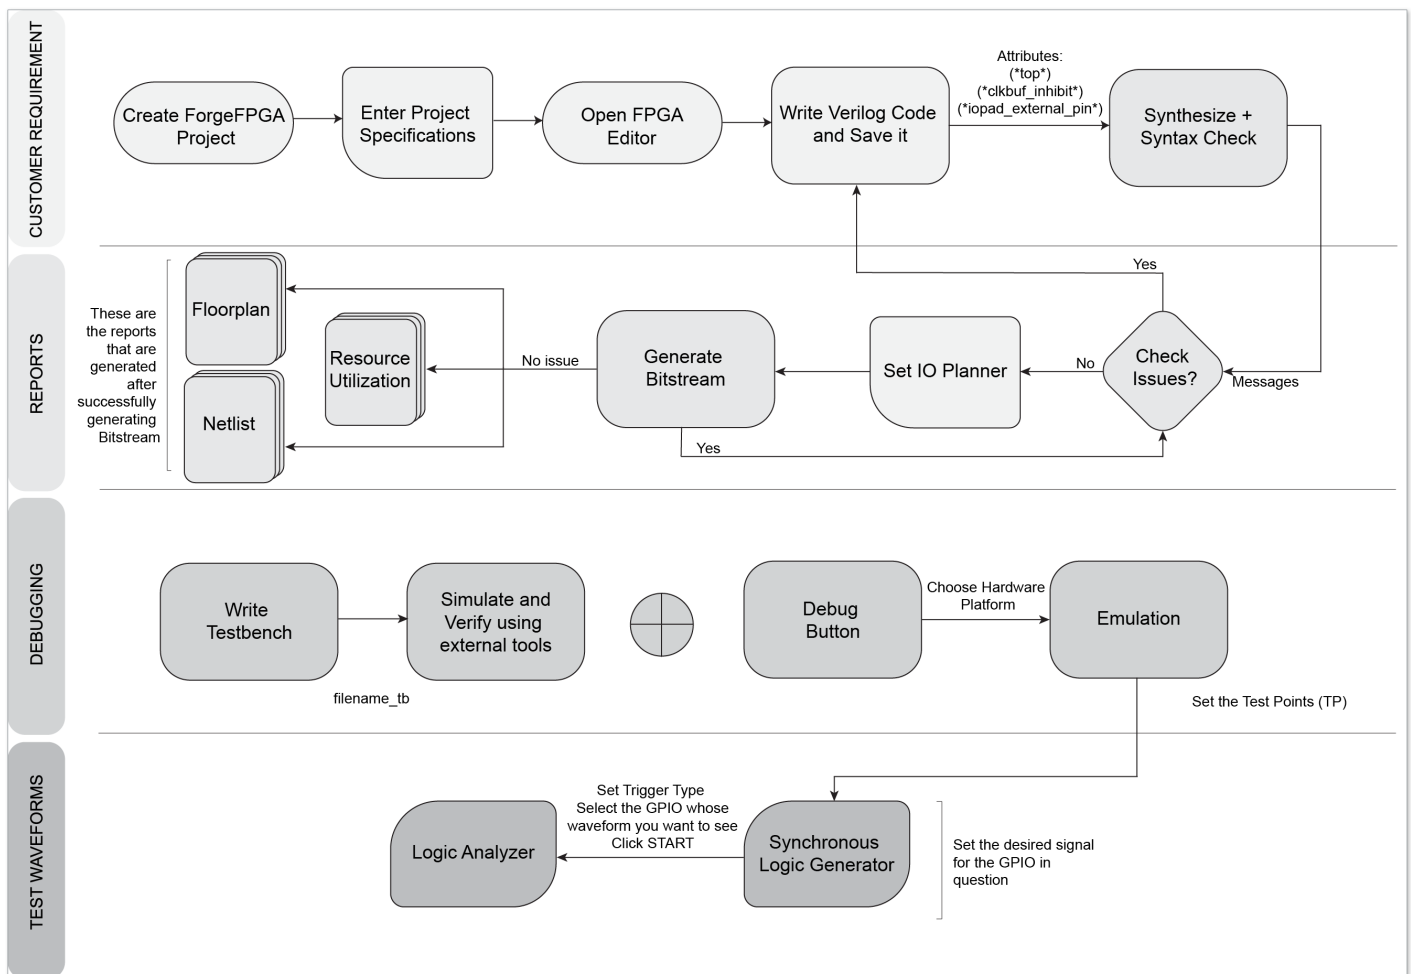 CUSTOMER REQUIREMENT
Create ForgeFPGA
Project
Enter Project
Specifications
Open FPGA
Editor
Write Verilog Code
and Save it
Attributes:
(*top*)
(*clkbuf_inhibit*)
(*iopad_external_pin*)
Synthesize +
Syntax Check
REPORTS
These are
the reports
that are
generated
after
successfully
generating
Bitstream
Floorplan
Netlist
Resource
Utilization
No issue
Generate
Bitstream
Yes
Set IO Planner
No
Check
Issues?
Yes
Messages
DEBUGGING
Write
Testbench
filename_tb
Simulate and
Verify using
external tools
Debug
Button
Choose Hardware
Platform
Emulation
Set the Test Points (TP)
TEST WAVEFORMS
Logic Analyzer
Set Trigger Type
Select the GPIO whose
waveform you want to see
Click START
Synchronous
Logic Generator
Set the desired signal
for the GPIO in
question